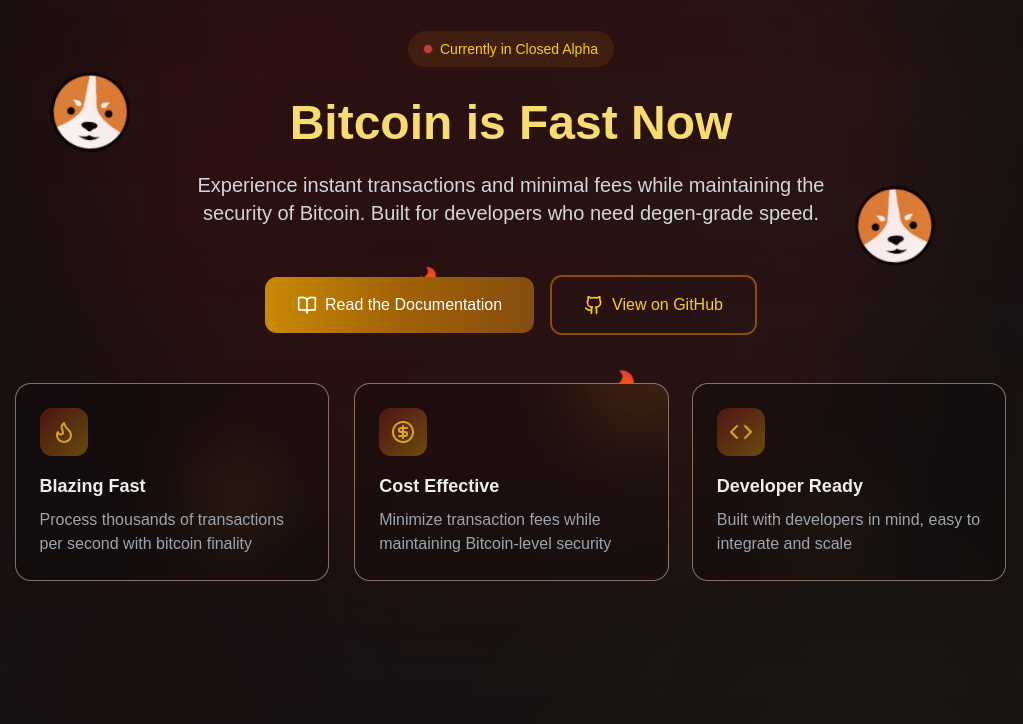 Currently in Closed Alpha
Bitcoin is Fast Now
Experience instant transactions and minimal fees while maintaining the
security of Bitcoin. Built for developers who need degen-grade speed.
Read the Documentation
View on GitHub
Blazing Fast
Process thousands of transactions
per second with bitcoin finality
Cost Effective
Minimize transaction fees while
maintaining Bitcoin-level security
Developer Ready
Built with developers in mind, easy to
integrate and scale